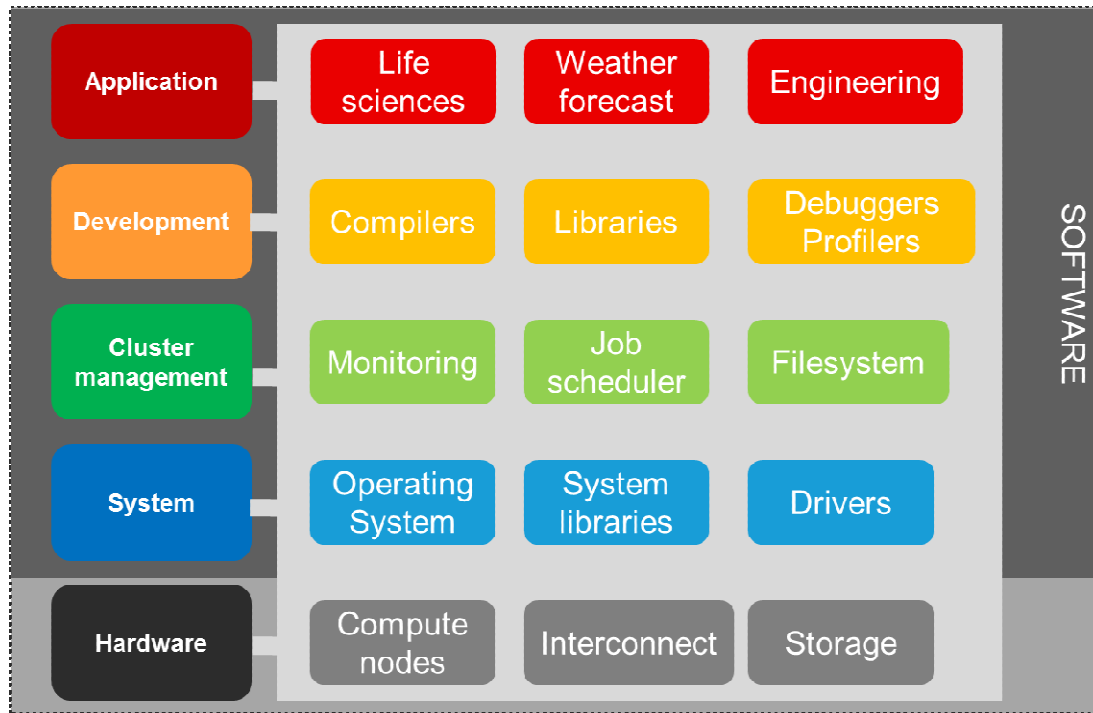 Application
Life
sciences
Weather
forecast
Engineering
Development
Compilers
Libraries
Debuggers
Profilers
Cluster
management
Monitoring
Job
scheduler
Filesystem
System
Operating
System
System
libraries
Drivers
Hardware
Compute
nodes
Interconnect
Storage
SOFTWARE